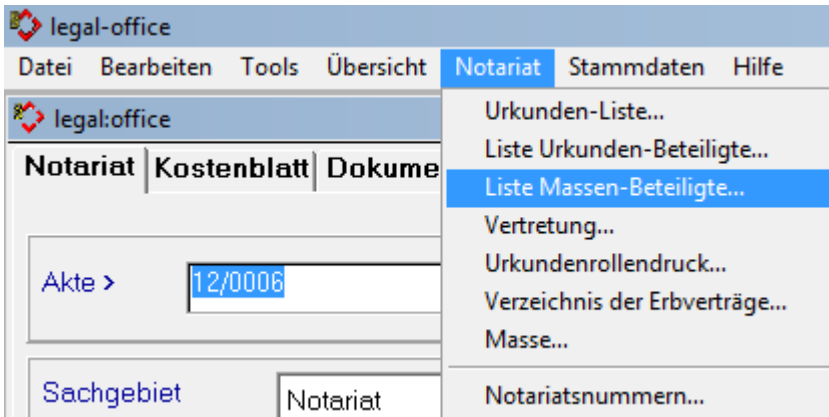 legal-office
Datei Bearbeiten Tools Übersicht Notariat Stammdaten Hilfe
legal:office
Notariat Kostenblatt Dokume
Akte > 12/0006
Sachgebiet Notariat
Urkunden-Liste...
Liste Urkunden-Beteiligte...
Liste Massen-Beteiligte...
Vertretung...
Urkundenrollendruck...
Verzeichnis der Erbverträge...
Masse...
Notariatsnummern...